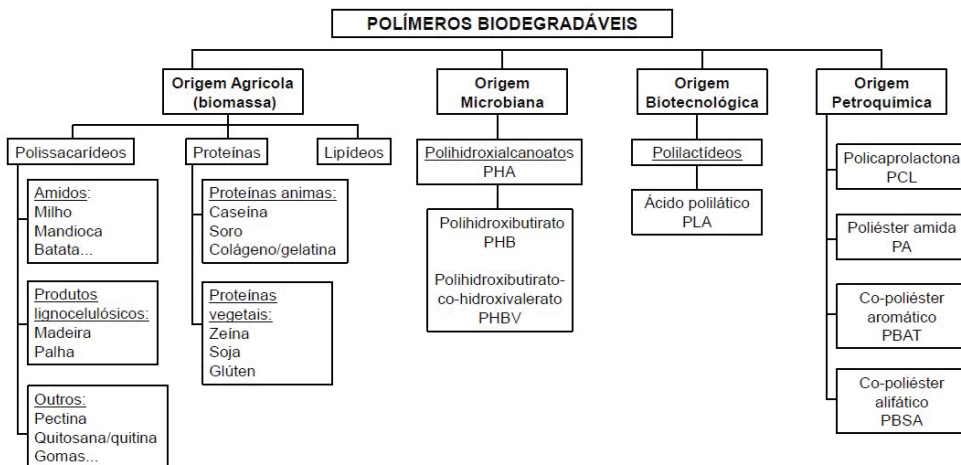 POLÍMEROS BIODEGRADÁVEIS
Origem Agrícola
(biomassa)
Polissacarídeos
Amidos:
Milho
Mandioca
Batata...
Produtos
lignocelulósicos:
Madeira
Palha
Outros:
Pectina
Quitosana/quitina
Gomas...
Proteínas
Proteínas animas:
Caseína
Soro
Colágeno/gelatina
Proteínas
vegetais:
Zeína
Soja
Glúten
Lipídeos
Origem
Microbiana
Polihidroxialcanoatos
PHA
Polihidroxibutirato
PHB
Polihidroxibutirato-
co-hidroxivalerato
PHBV
Origem
Biotecnológica
Polilactídeos
Ácido polilático
PLA
Origem
Petroquímica
Policaprolactona
PCL
Poliéster amida
PA
Co-poliéster
aromático
PBAT
Co-poliéster
alifático
PBSA